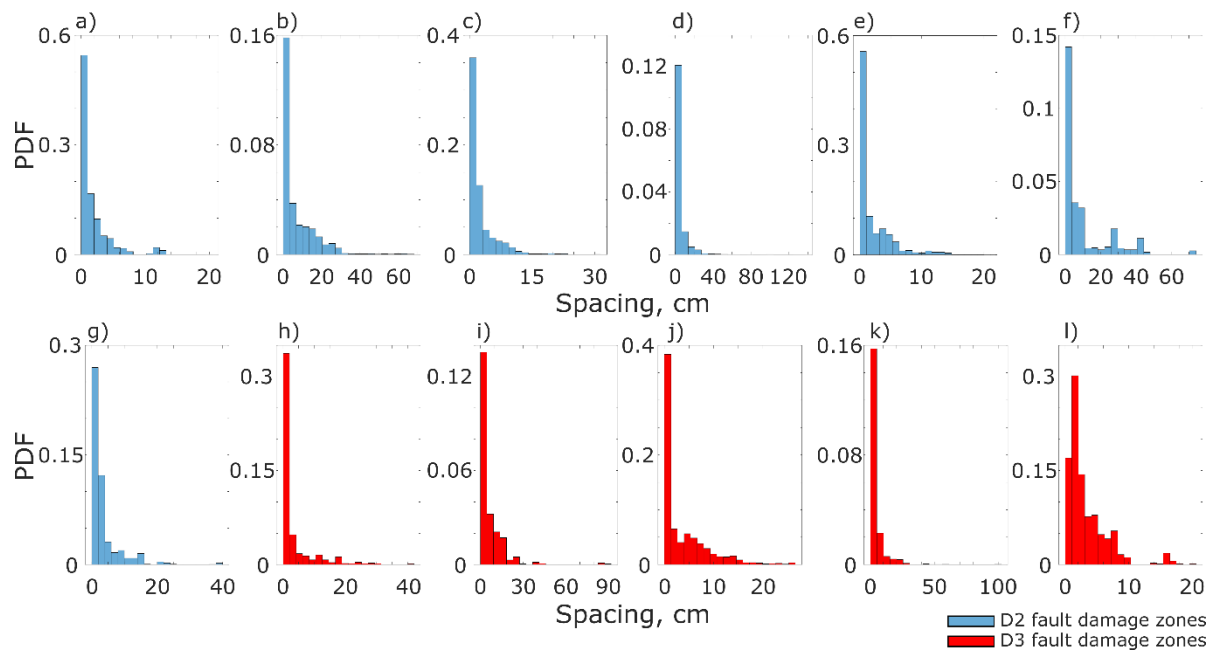 a) b) c) d) e) f)
0.6 0.16 0.4 0.12 0.6 0.15
0.3 0.08 0.2 0.08 0.3 0.1
0.04 0.05
0 0 0 0 0 0
PDF
0 10 20 0 20 40 60 0 15 30 0 40 80 120 0 10 20 0 20 40 60
Spacing, cm
g) h) i) j) k) l)
0.3 0.3 0.12 0.4 0.16 0.3
0.15 0.15 0.06 0.2 0.08 0.15
0 0 0 0 0 0
PDF
0 20 40 0 20 40 0 30 60 90 0 10 20 0 50 100 0 10 20
Spacing, cm
D2 fault damage zones
D3 fault damage zones